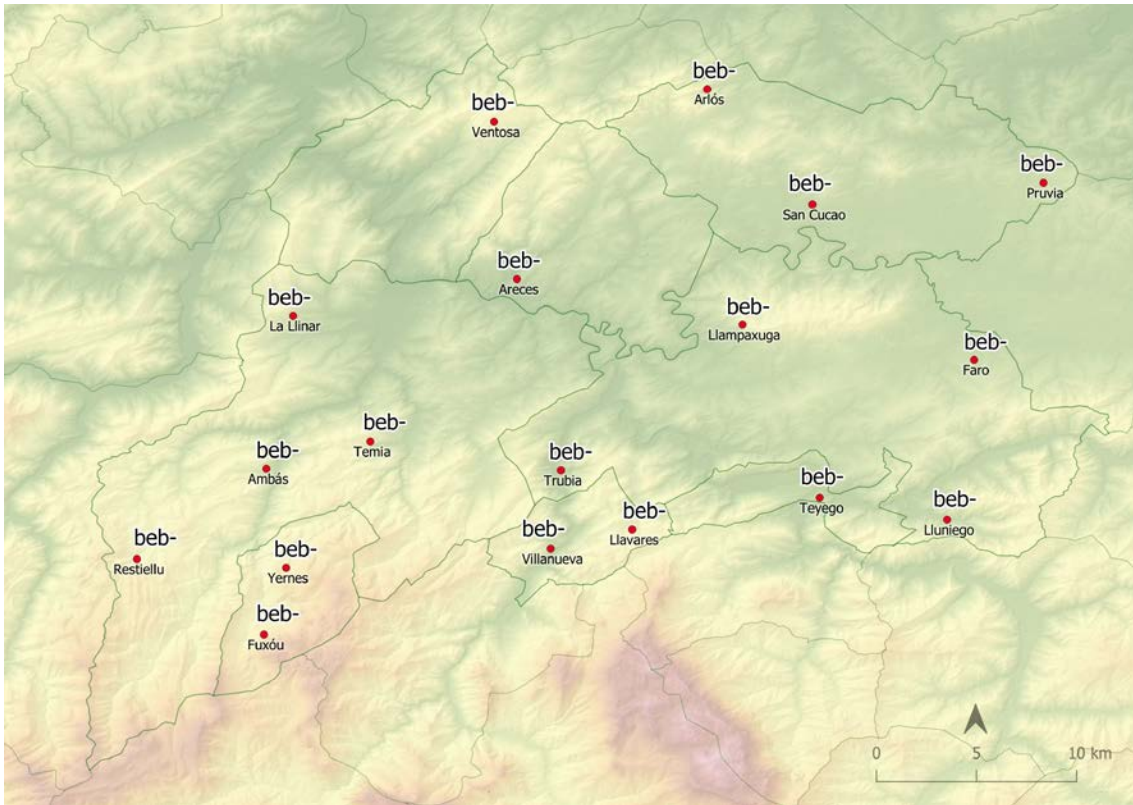 beb-
Arlós
beb-
Ventosa
beb-
Pruvia
beb-
San Cucao
beb-
Areces
beb-
La Llinar
beb-
Llampaxuga
beb-
Faro
beb-
Temia
beb-
Ambás
beb-
Trubia
beb-
Teyego
beb-
Lluniego
beb-
Llavares
beb-
Villanueva
beb-
Restiellu
beb-
Yernes
beb-
Fuxóu
0 5 10 km